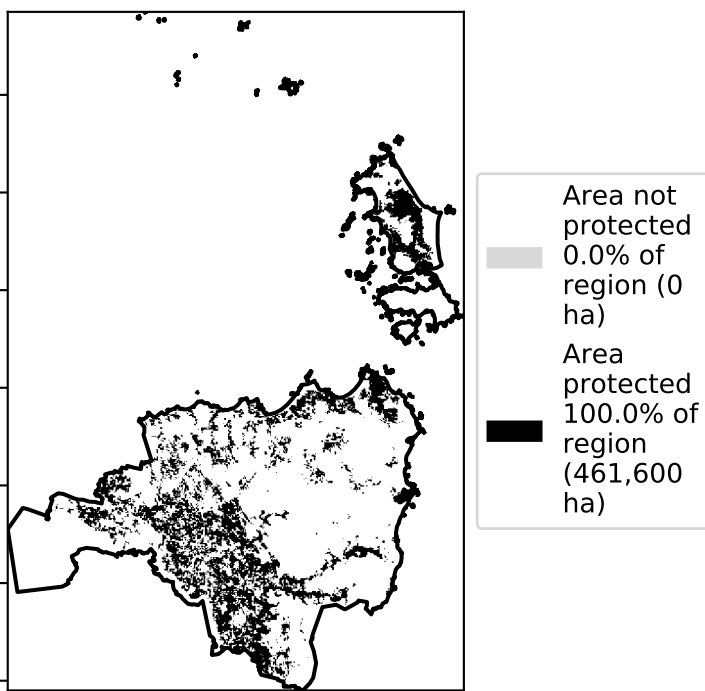 Area not
protected
0.0% of
region (0
ha)
Area
protected
100.0% of
region
(461,600
ha)